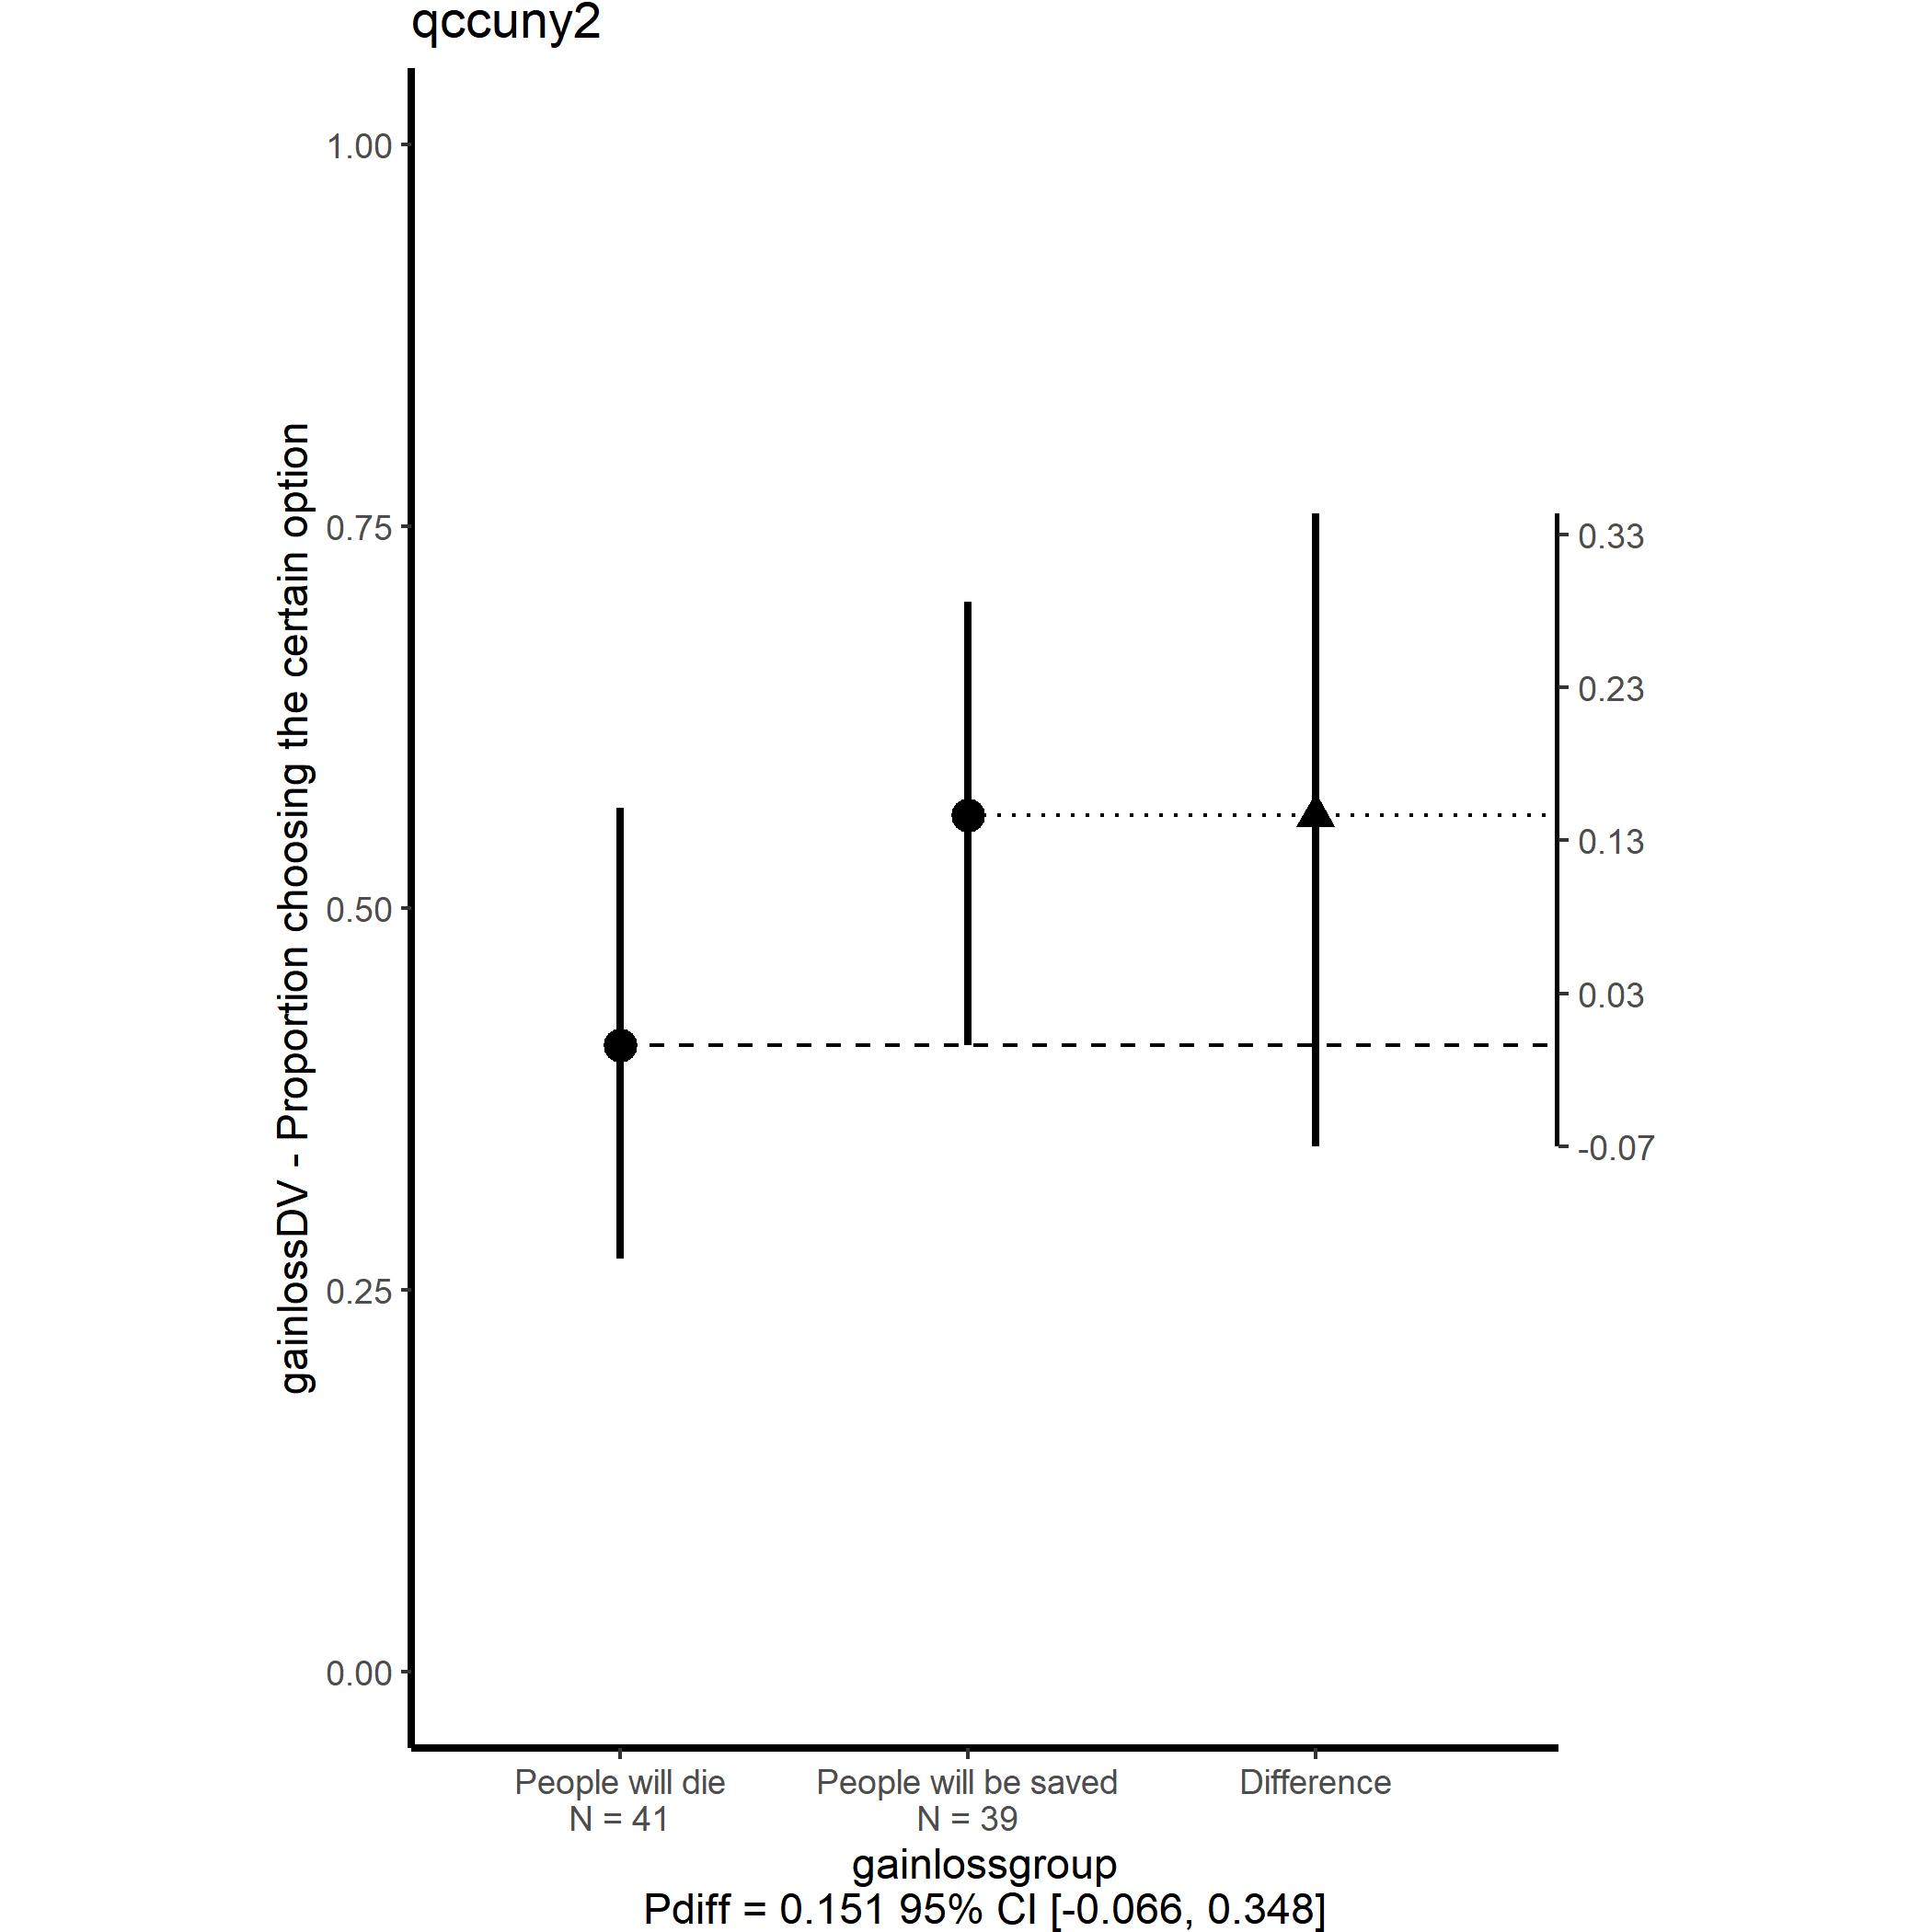 qccuny2
gainlossDV - Proportion choosing the certain option
1.00
0.75
0.50
0.25
0.00
0.33
0.23
0.13
0.03
-0.07
People will die
N = 41
People will be saved
N = 39
Difference
gainlossgroup
Pdiff = 0.151 95% CI [-0.066, 0.348]